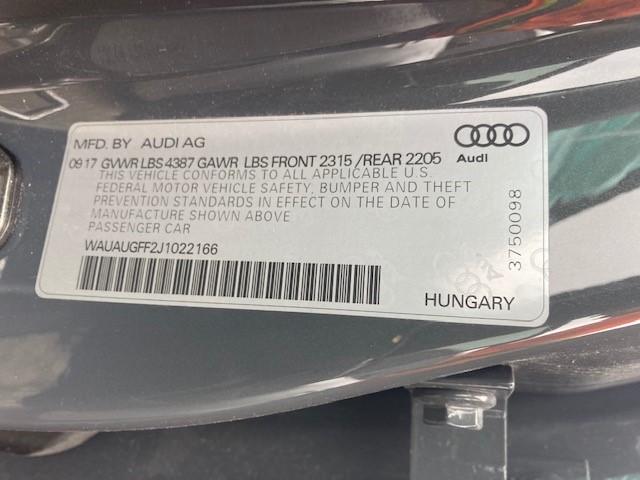 MFD. BY AUDI AG
0917 GVWR LBS 4387 GAWR LBS FRONT 2315 /REAR 2205
Audi
THIS VEHICLE CONFORMS TO ALL APPLICABLE U.S.
FEDERAL MOTOR VEHICLE SAFETY, BUMPER AND THEFT
PREVENTION STANDARDS IN EFFECT ON THE DATE OF
MANUFACTURE SHOWN ABOVE
PASSENGER CAR
WAUAUGFF2J1022166
HUNGARY
3750098